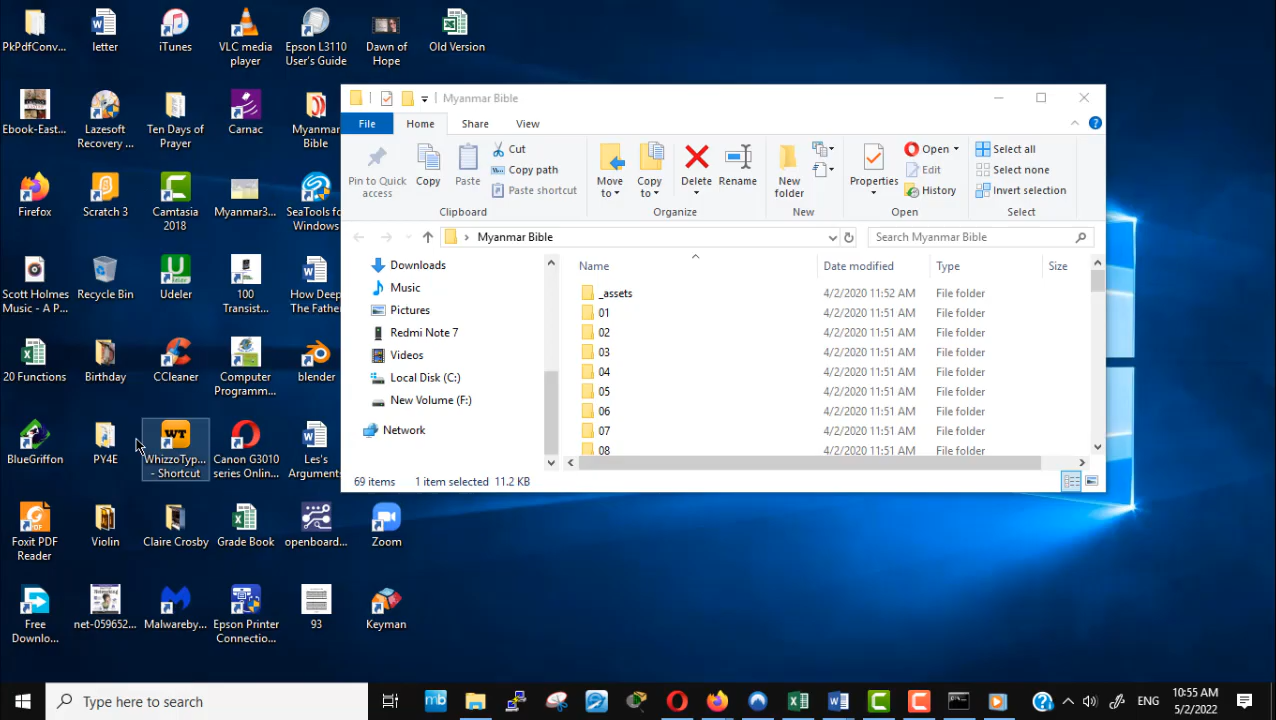 PkPdfConv...
letter
iTunes
VLC media
player
Epson L3110
User's Guide
Dawn of
Hope
Old Version
Ebook-East...
Lazesoft
Recovery ...
Ten Days of
Prayer
Carnac
Myanmar
Bible
Firefox
Scratch 3
Camtasia
2018
Myanmar3...
SeaTools fo
Windows
Scott Holmes
Music - A P...
Recycle Bin
Udeler
100
Transist...
How Deep
The Father
20 Functions
Birthday
CCleaner
Computer
Programm...
blender
BlueGriffon
PY4E
WT
WhizzoTyp...
- Shortcut
Canon G3010
series Onlin...
Les's
Arguments
Foxit PDF
Reader
Violin
Claire Crosby
Grade Book
openboard...
Zoom
Free
Downlo...
net-059652...
Malwareby...
Epson Printer
Connectio...
93
Keyman
Myanmar Bible
File
Home
Share
View
Pin to Quick
access
Copy
Paste
Cut
Copy path
Paste shortcut
Clipboard
Move
to
Copy
to
Delete
Rename
Organize
New
folder
New
Properties
Open
Edit
History
Open
Select all
Select none
Invert selection
Select
Myanmar Bible
Search Myanmar Bible
Downloads
Music
Pictures
Redmi Note 7
Videos
Local Disk (C:)
New Volume (F:)
Network
Name Date modified Type Size
_assets 4/2/2020 11:52 AM File folder
01 4/2/2020 11:51 AM File folder
02 4/2/2020 11:51 AM File folder
03 4/2/2020 11:51 AM File folder
04 4/2/2020 11:51 AM File folder
05 4/2/2020 11:51 AM File folder
06 4/2/2020 11:51 AM File folder
07 4/2/2020 11:51 AM File folder
08 4/2/2020 11:51 AM File folder
69 items 1 item selected 11.2 KB
Type here to search
mb
ENG
10:55 AM
5/2/2022